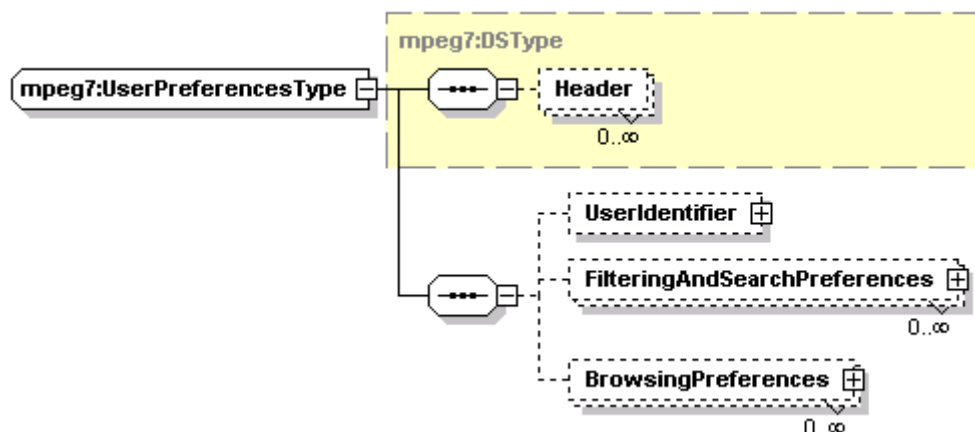 mpeg7:DSType
mpeg7:UserPreferencesType
Header
0..∞
UserIdentifier
FilteringAndSearchPreferences
0..∞
BrowsingPreferences
0..∞